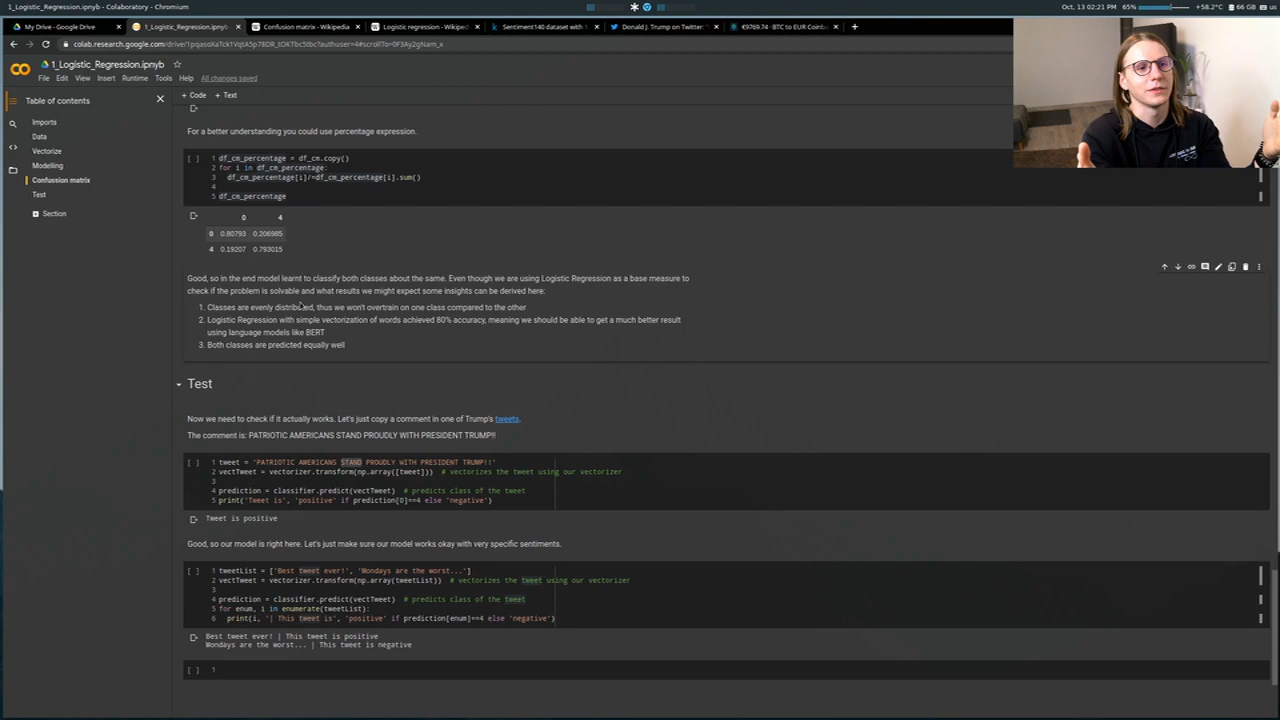 1_Logistic_Regression.ipynb - Colaboratory - Chromium
Oct, 13 02:21
65%
+58.2°C
66 GB
us
My Drive - Google Drive
1_Logistic_Regression.ipynb
Confusion matrix - Wikipedia
Logistic regression - Wikiped
Sentiment140 dataset with 1
Donald J. Trump on Twitter: "
€9769.74 - BTC to EUR Coinb
1_Logistic_Regression.ipynb
File Edit View Insert Runtime Tools Help All changes saved
Table of contents
Imports
Data
Vectorize
Modelling
Confussion matrix
Test
Section
+ Code + Text
For a better understanding you could use percentage expression.
[ ] 1 df_cm_percentage = df_cm.copy()
2 for i in df_cm_percentage:
3 df_cm_percentage[i]/=df_cm_percentage[i].sum()
4
5 df_cm_percentage
0 4
0 0.80793 0.206985
4 0.19207 0.793015
Good, so in the end model learnt to classify both classes about the same. Even though we are using Logistic Regression as a base measure to
check if the problem is solvable and what results we might expect some insights can be derived here:
1. Classes are evenly distribued, thus we won't overtrain on one class compared to the other
2. Logistic Regression with simple vectorization of words achieved 80% accuracy, meaning we should be able to get a much better result
using language models like BERT
3. Both classes are predicted equally well
Test
Now we need to check if it actually works. Let's just copy a comment in one of Trump's tweets.
The comment is: PATRIOTIC AMERICANS STAND PROUDLY WITH PRESIDENT TRUMP!!!
[ ] 1 tweet = 'PATRIOTIC AMERICANS STAND PROUDLY WITH PRESIDENT TRUMP!!'
2 vectTweet = vectorizer.transform(np.array([tweet])) # vectorizes the tweet using our vectorizer
3
4 prediction = classifier.predict(vectTweet) # predicts class of the tweet
5 print('Tweet is', 'positive' if prediction[0]==4 else 'negative')
Tweet is positive
Good, so our model is right here. Let's just make sure our model works okay with very specific sentiments.
[ ] 1 tweetList = ['Best tweet ever!', 'Mondays are the worst...']
2 vectTweet = vectorizer.transform(np.array(tweetList)) # vectorizes the tweet using our vectorizer
3
4 prediction = classifier.predict(vectTweet) # predicts class of the tweet
5 for enum, i in enumerate(tweetList):
6 print(i, '| This tweet is', 'positive' if prediction[enum]==4 else 'negative')
Best tweet ever! | This tweet is positive
Mondays are the worst... | This tweet is negative
[ ] 1